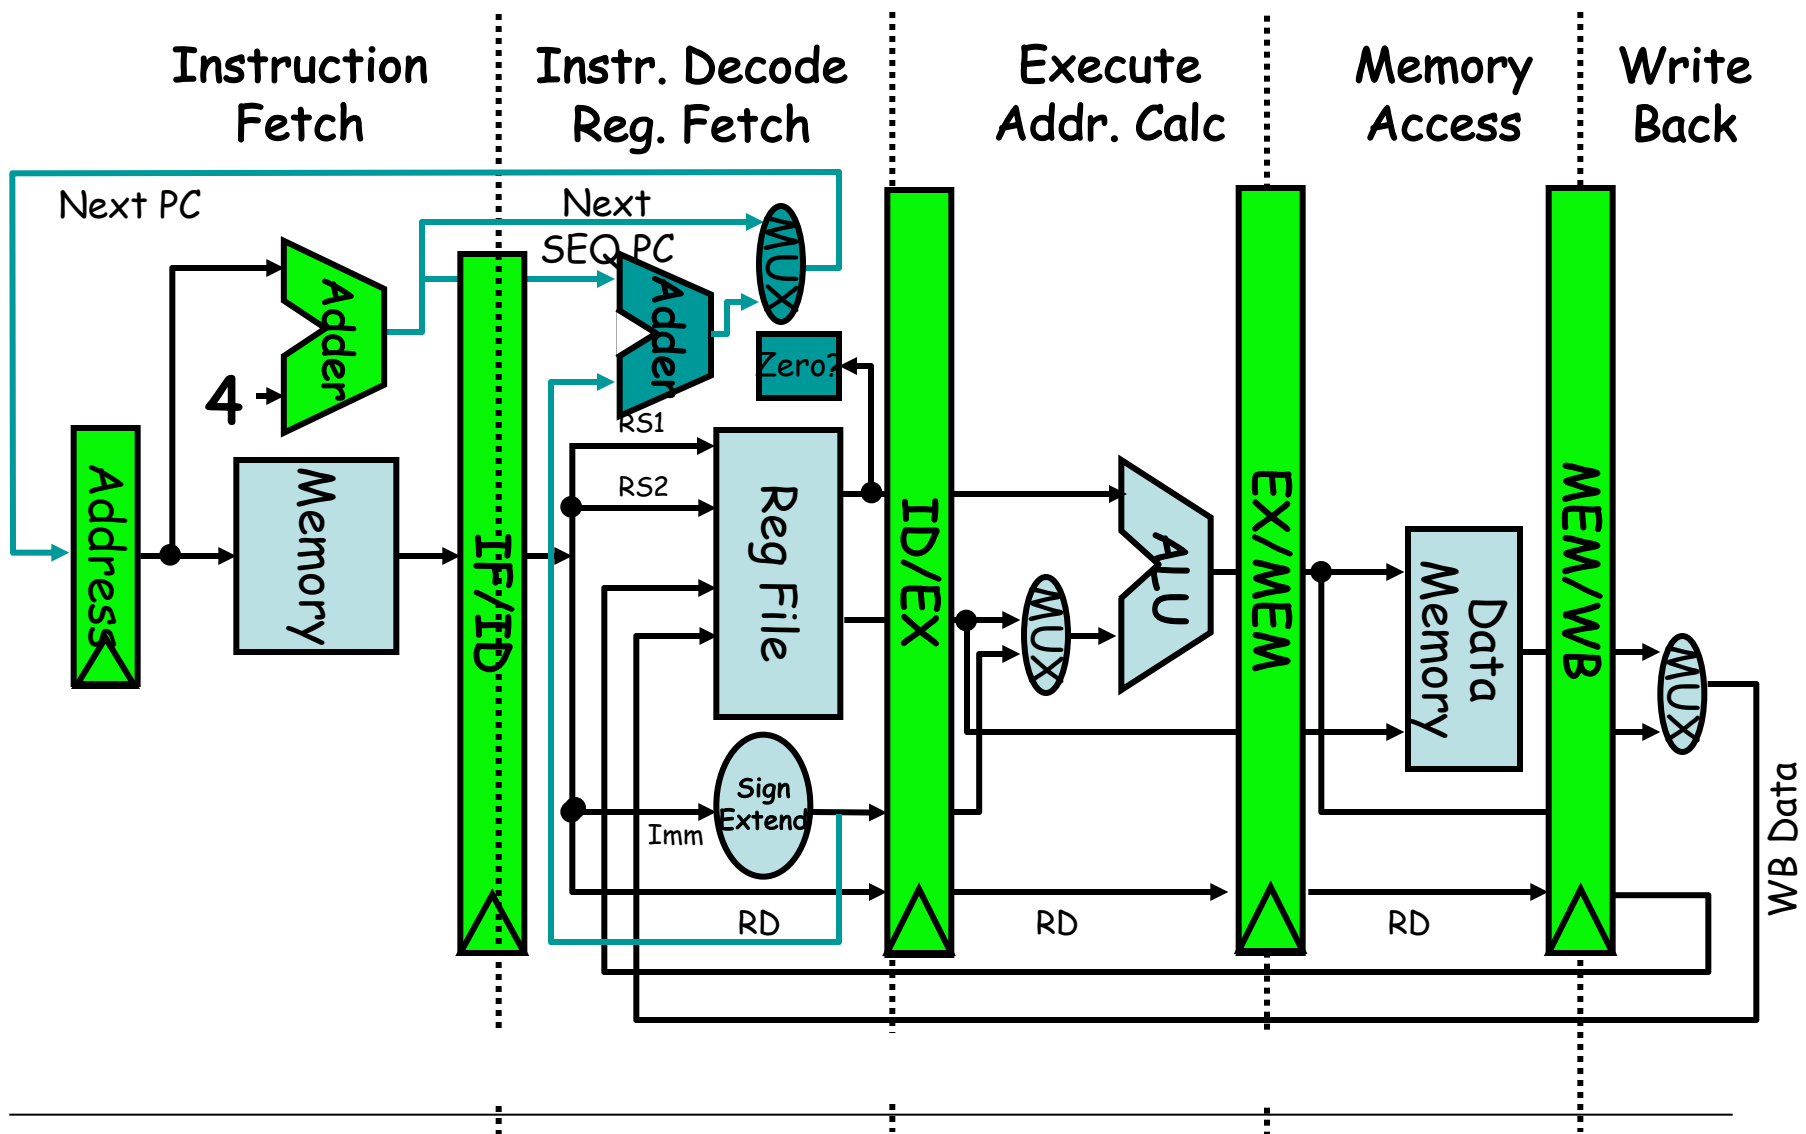 Instruction
Fetch
Instr. Decode
Reg. Fetch
Execute
Addr. Calc
Memory
Access
Write
Back
Next PC
Next
SEQ PC
MUX
Adder
Adder
Zero?
4
RS1
RS2
Address
Memory
IF/ID
Reg File
ID/EX
MUX
ALU
EX/MEM
Data
Memory
MEM/WB
MUX
Sign
Extend
Imm
WB Data
RD
RD
RD